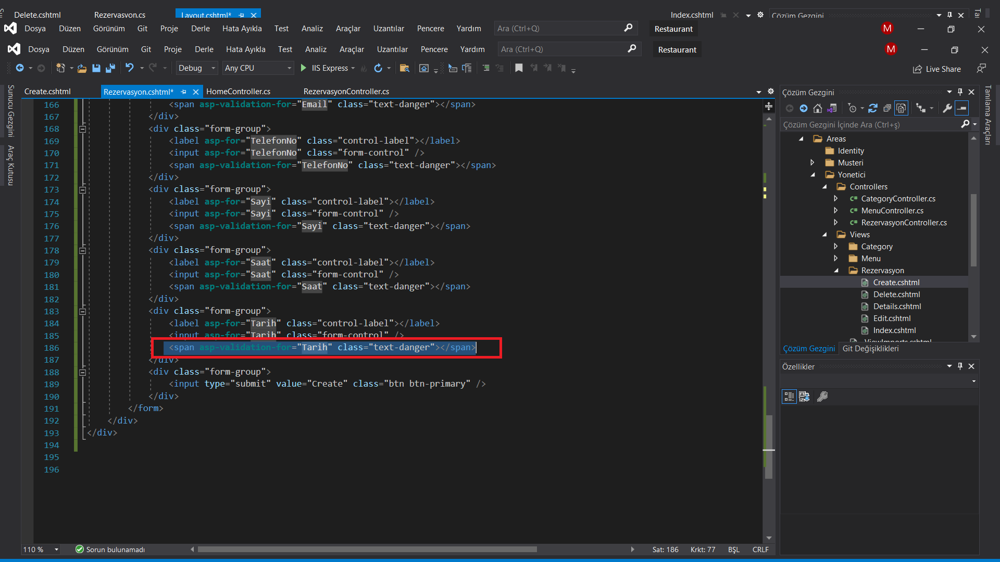 Delete.cshtml Rezervasyon.cs Layout.cshtml* Index.cshtml Çözüm Gezgini
Dosya Düzen Görünüm Git Proje Derle Hata Ayıkla Test Analiz Araçlar Uzantılar Pencere Yardım Ara (Ctrl+Q) Restaurant M
Dosya Düzen Görünüm Git Proje Derle Hata Ayıkla Test Analiz Araçlar Uzantılar Pencere Yardım Ara (Ctrl+Q) Restaurant M
Debug Any CPU IIS Express Live Share
Create.cshtml Rezervasyon.cshtml* HomeController.cs RezervasyonController.cs
Sunucu Gezgini
Araç Kutusu
166 <span asp-validation-for="Email" class="text-danger"></span>
167 </div>
168 <div class="form-group">
169 <label asp-for="TelefonNo" class="control-label"></label>
170 <input asp-for="TelefonNo" class="form-control" />
171 <span asp-validation-for="TelefonNo" class="text-danger"></span>
172 </div>
173 <div class="form-group">
174 <label asp-for="Sayi" class="control-label"></label>
175 <input asp-for="Sayi" class="form-control" />
176 <span asp-validation-for="Sayi" class="text-danger"></span>
177 </div>
178 <div class="form-group">
179 <label asp-for="Saat" class="control-label"></label>
180 <input asp-for="Saat" class="form-control" />
181 <span asp-validation-for="Saat" class="text-danger"></span>
182 </div>
183 <div class="form-group">
184 <label asp-for="Tarih" class="control-label"></label>
185 <input asp-for="Tarih" class="form-control" />
186 <span asp-validation-for="Tarih" class="text-danger"></span>
187 </div>
188 <div class="form-group">
189 <input type="submit" value="Create" class="btn btn-primary" />
190 </div>
191 </form>
192 </div>
193 </div>
194
195
196
110 % Sorun bulunamadı Sat: 186 Krkt: 77 BŞL CRLF
Çözüm Gezgini
Çözüm Gezgini İçinde Ara (Ctrl+ş)
Areas
Identity
Musteri
Yonetici
Controllers
C# CategoryController.cs
C# MenuController.cs
C# RezervasyonController.cs
Views
Category
Menu
Rezervasyon
Create.cshtml
Delete.cshtml
Details.cshtml
Edit.cshtml
Index.cshtml
_ViewImports.cshtml
Çözüm Gezgini Git Değişiklikleri
Özellikler
Tanılama Araçları